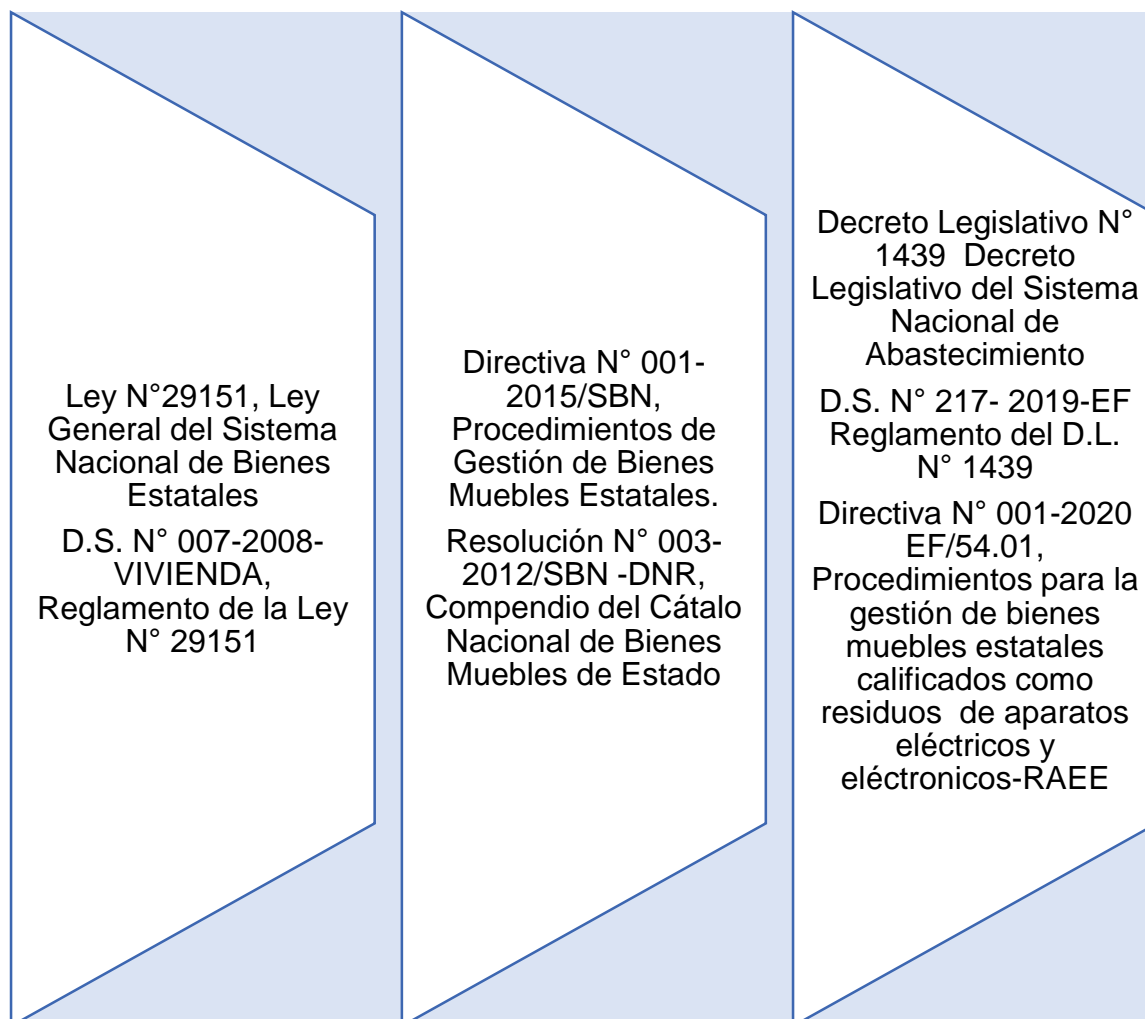 Ley N°29151, Ley
General del Sistema
Nacional de Bienes
Estatales
D.S. N° 007-2008-
VIVIENDA,
Reglamento de la Ley
N° 29151
Directiva N° 001-
2015/SBN,
Procedimientos de
Gestión de Bienes
Muebles Estatales.
Resolución N° 003-
2012/SBN -DNR,
Compendio del Cátalo
Nacional de Bienes
Muebles de Estado
Decreto Legislativo N°
1439  Decreto
Legislativo del Sistema
Nacional de
Abastecimiento
D.S. N° 217- 2019-EF
Reglamento del D.L.
N° 1439
Directiva N° 001-2020
EF/54.01,
Procedimientos para la
gestión de bienes
muebles estatales
calificados como
residuos  de aparatos
eléctricos y
eléctronicos-RAEE